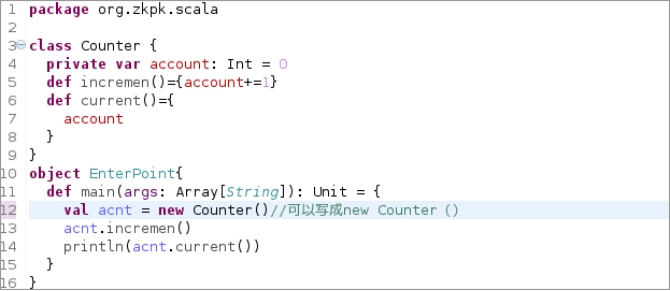 1 package org.zkpk.scala
2
3 class Counter {
4   private var account: Int = 0
5   def incremen()={account+=1}
6   def current()={
7     account
8   }
9 }
10 object EnterPoint{
11   def main(args: Array[String]): Unit = {
12     val acnt = new Counter()//可以写成new Counter ()
13     acnt.incremen()
14     println(acnt.current())
15   }
16 }